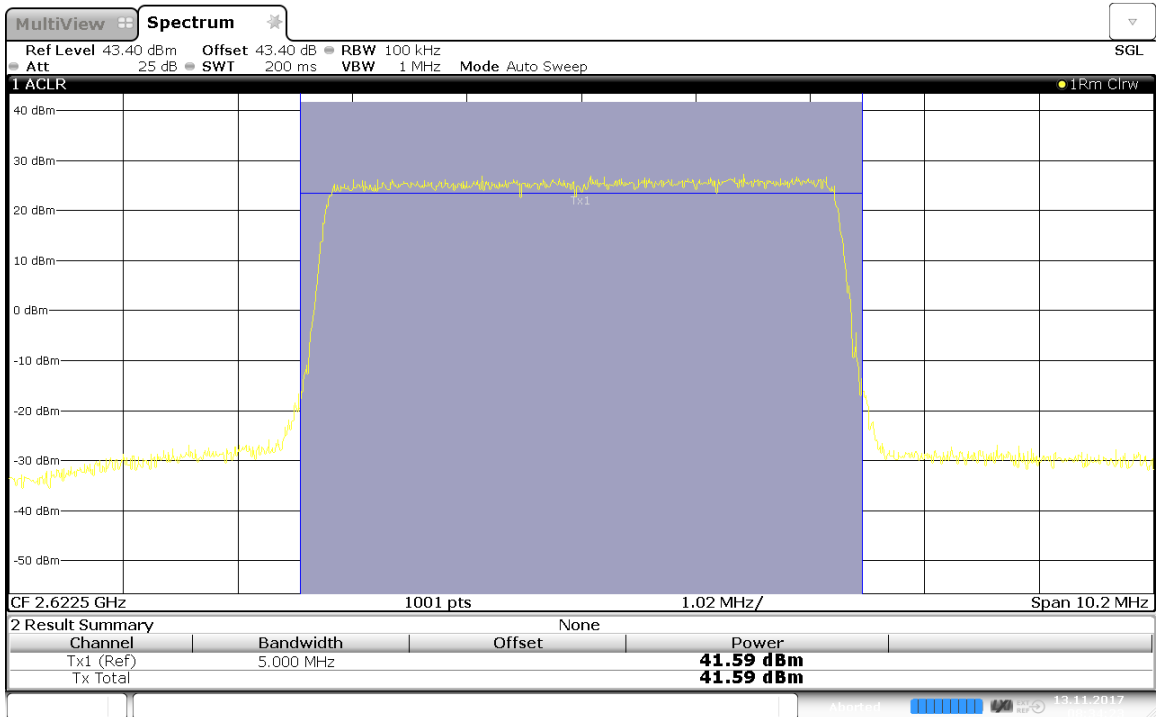 MultiView Spectrum
Ref Level 43.40 dBm Offset 43.40 dB RBW 100 kHz SGL
Att 25 dB SWT 200 ms VBW 1 MHz Mode Auto Sweep
1 ACLR 1Rm Clrw
40 dBm
30 dBm
20 dBm
Tx1
10 dBm
0 dBm
-10 dBm
-20 dBm
-30 dBm
-40 dBm
-50 dBm
CF 2.6225 GHz 1001 pts 1.02 MHz/ Span 10.2 MHz
2 Result Summary None
Channel Bandwidth Offset Power
Tx1 (Ref) 5.000 MHz 41.59 dBm
Tx Total 41.59 dBm
Aborted LXI EXT REF 13.11.2017